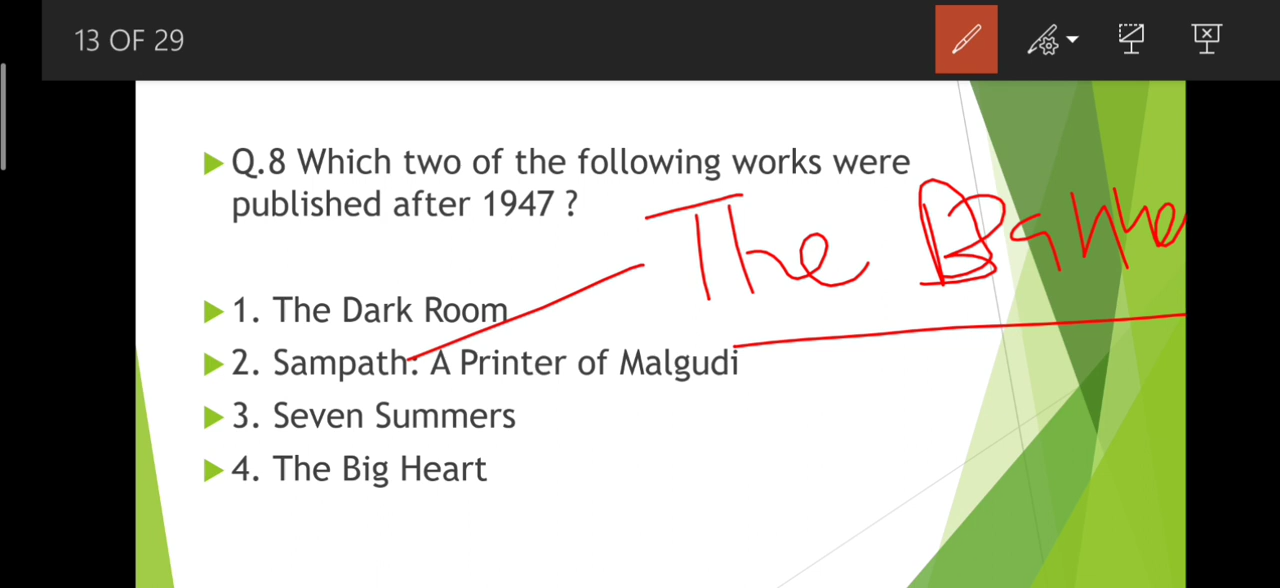 13 OF 29
Q.8 Which two of the following works were
published after 1947 ?
The
1. The Dark Room
2. Sampath: A Printer of Malgudi
3. Seven Summers
4. The Big Heart